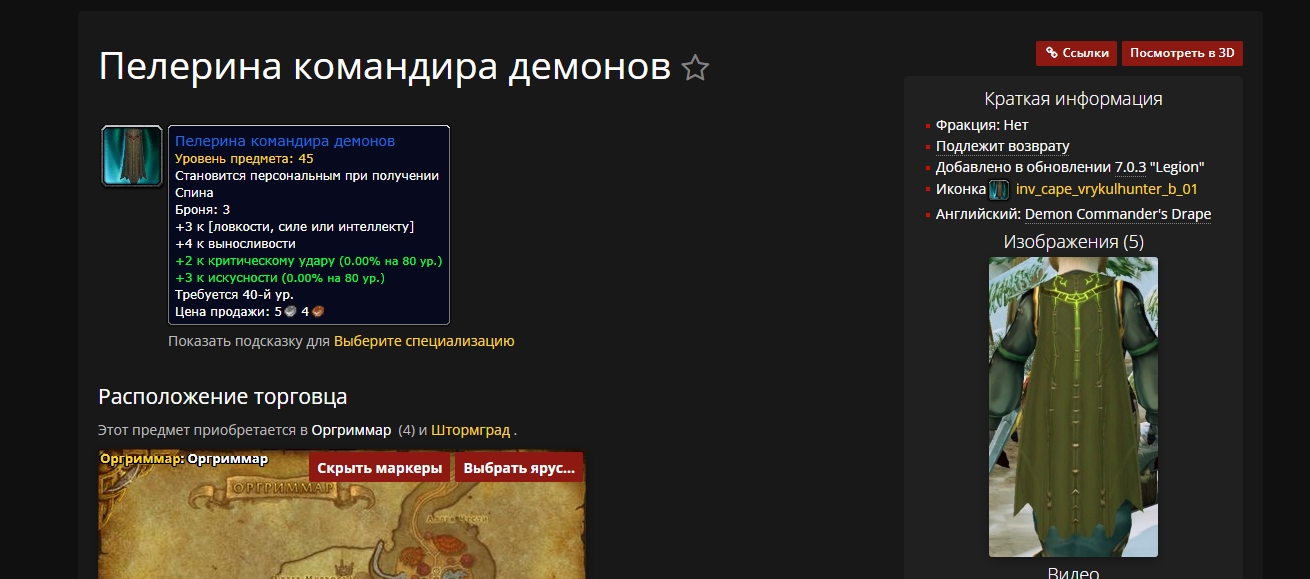 Пелерина командира демонов
Ссылки
Посмотреть в 3D
Пелерина командира демонов
Уровень предмета: 45
Становится персональным при получении
Спина
Броня: 3
+3 к [ловкости, силе или интеллекту]
+4 к выносливости
+2 к критическому удару (0.00% на 80 ур.)
+3 к искусности (0.00% на 80 ур.)
Требуется 40-й ур.
Цена продажи: 5 4
Показать подсказку для Выберите специализацию
Расположение торговца
Этот предмет приобретается в Оргриммар (4) и Штормград .
Оргриммар: Оргриммар
Скрыть маркеры
Выбрать ярус...
ОРГРИММАР
Аллея Чести
Краткая информация
Фракция: Нет
Подлежит возврату
Добавлено в обновлении 7.0.3 "Legion"
Иконка inv_cape_vrykulhunter_b_01
Английский: Demon Commander's Drape
Изображения (5)
Видео